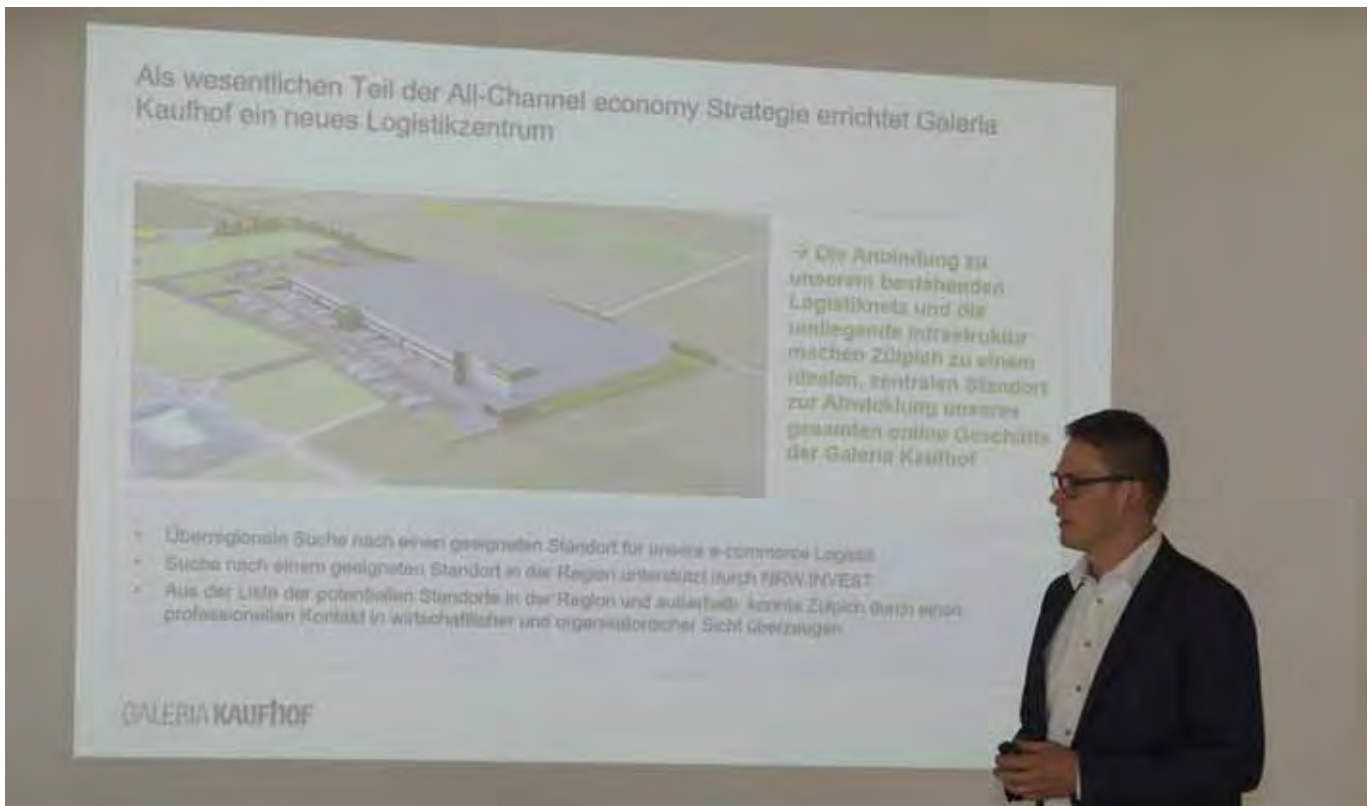 Als wesentlichen Teil der All-Channel economy Strategie errichtet Galeria
Kaufhof ein neues Logistikzentrum
→ Die Anbindung zu
unserem bestehenden
Logistiknetz und die
umliegende Infrastruktur
machen Zülpich zu einem
idealen, zentralen Standort
zur Abwicklung unseres
gesamten online Geschäfts
der Galeria Kaufhof
Überregionale Suche nach einen geeigneten Standort für unsere e-commerce Logistik
Suche nach einem geeigneten Standort in der Region unterstützt durch NRW.INVEST
Aus der Liste der potentiellen Standorte in der Region und außerhalb, konnte Zülpich durch einen
professionellen Kontakt in wirtschaftlicher und organisatorischer Sicht überzeugen
GALERIA KAUFHOF